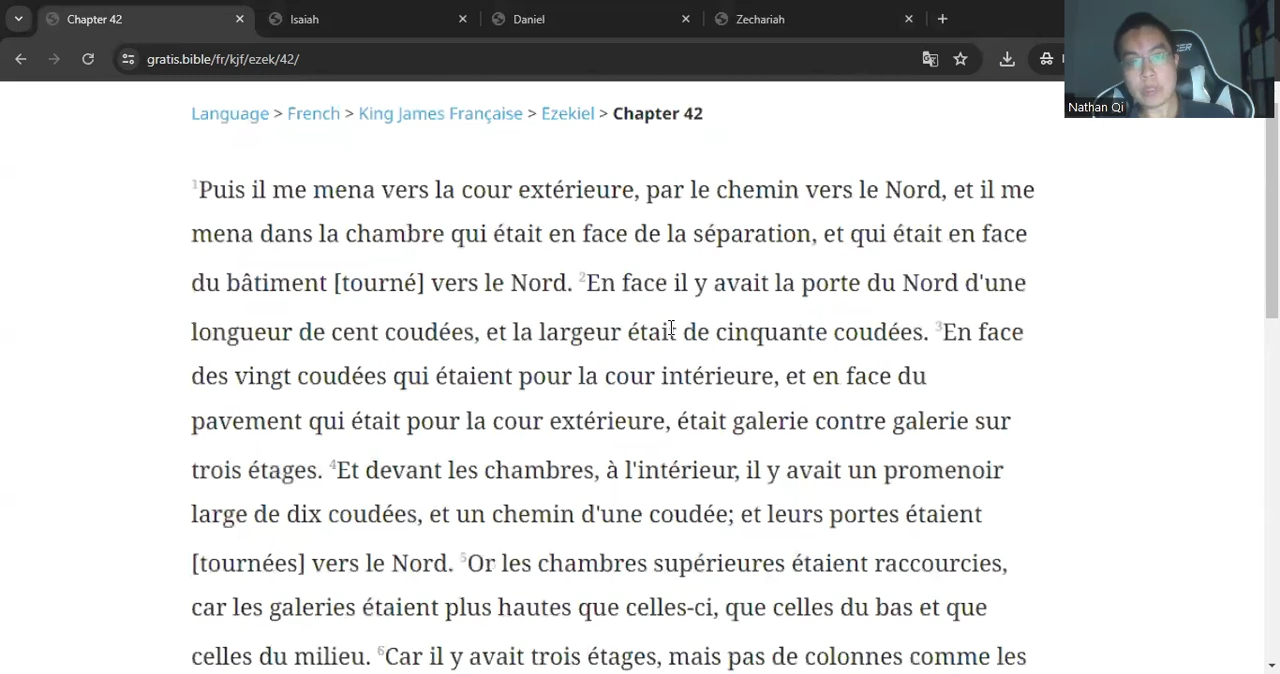 Chapter 42
Isaiah
Daniel
Zechariah
gratis.bible/fr/kjf/ezek/42/
Nathan Qi
Language > French > King James Française > Ezekiel > Chapter 42
1Puis il me mena vers la cour extérieure, par le chemin vers le Nord, et il me
mena dans la chambre qui était en face de la séparation, et qui était en face
du bâtiment [tourné] vers le Nord. 2En face il y avait la porte du Nord d'une
longueur de cent coudées, et la largeur était de cinquante coudées. 3En face
des vingt coudées qui étaient pour la cour intérieure, et en face du
pavement qui était pour la cour extérieure, était galerie contre galerie sur
trois étages. 4Et devant les chambres, à l'intérieur, il y avait un promenoir
large de dix coudées, et un chemin d'une coudée; et leurs portes étaient
[tournées] vers le Nord. 5Or les chambres supérieures étaient raccourcies,
car les galeries étaient plus hautes que celles-ci, que celles du bas et que
celles du milieu. 6Car il y avait trois étages, mais pas de colonnes comme les